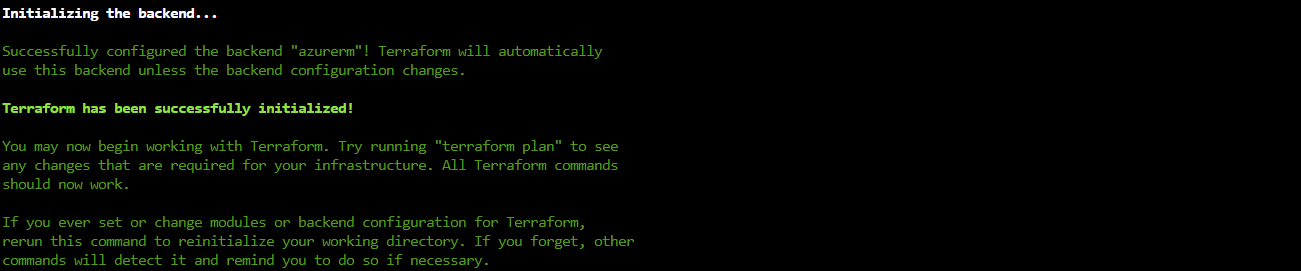 Initializing the backend...
Successfully configured the backend "azurerm"! Terraform will automatically
use this backend unless the backend configuration changes.
Terraform has been successfully initialized!
You may now begin working with Terraform. Try running "terraform plan" to see
any changes that are required for your infrastructure. All Terraform commands
should now work.
If you ever set or change modules or backend configuration for Terraform,
rerun this command to reinitialize your working directory. If you forget, other
commands will detect it and remind you to do so if necessary.